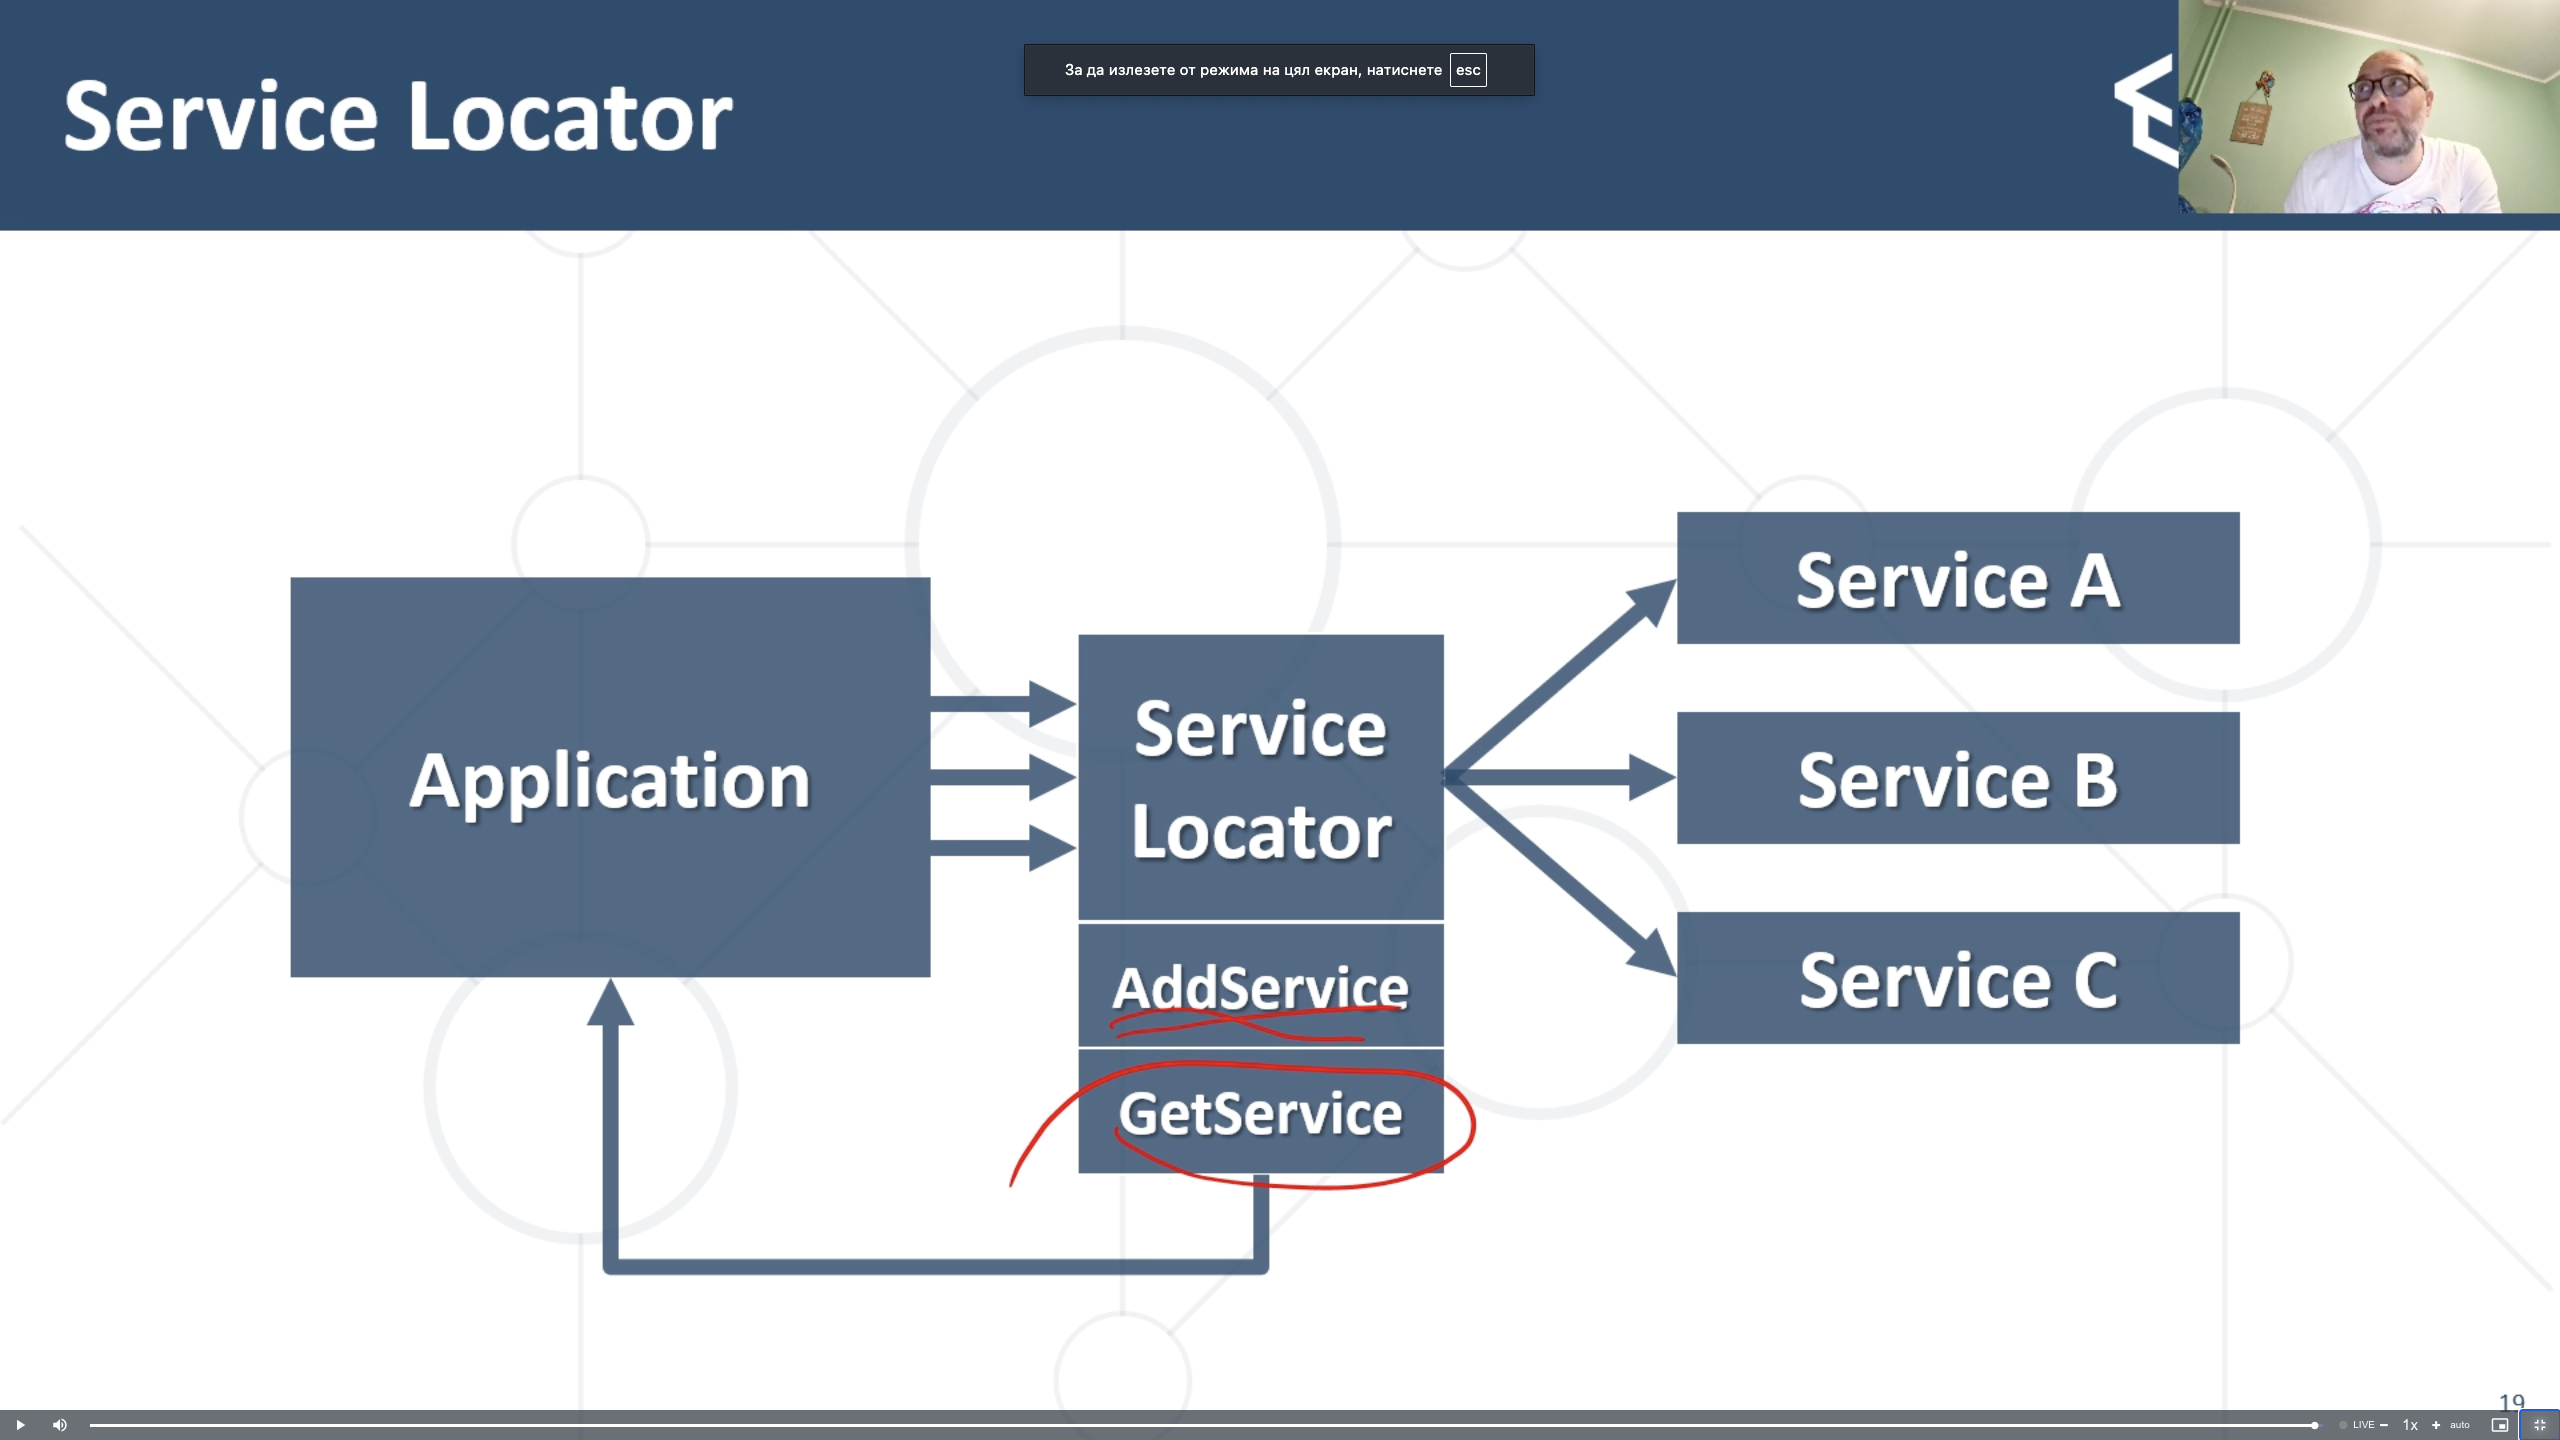 Service Locator
За да излезете от режима на цял екран, натиснете esc
Application
Service
Locator
AddService
GetService
Service A
Service B
Service C
19
LIVE
1x
auto